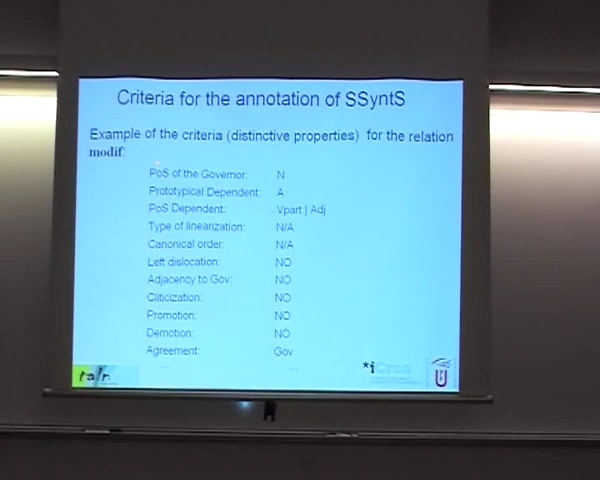 Criteria for the annotation of SSyntS
Example of the criteria (distinctive properties) for the relation
modif:
PoS of the Governor: N
Prototypical Dependent: A
PoS Dependent: Vpart | Adj
Type of linearization: N/A
Canonical order: N/A
Left dislocation: NO
Adjacency to Gov: NO
Cliticization: NO
Promotion: NO
Demotion: NO
Agreement: Gov
taln
*iCrea